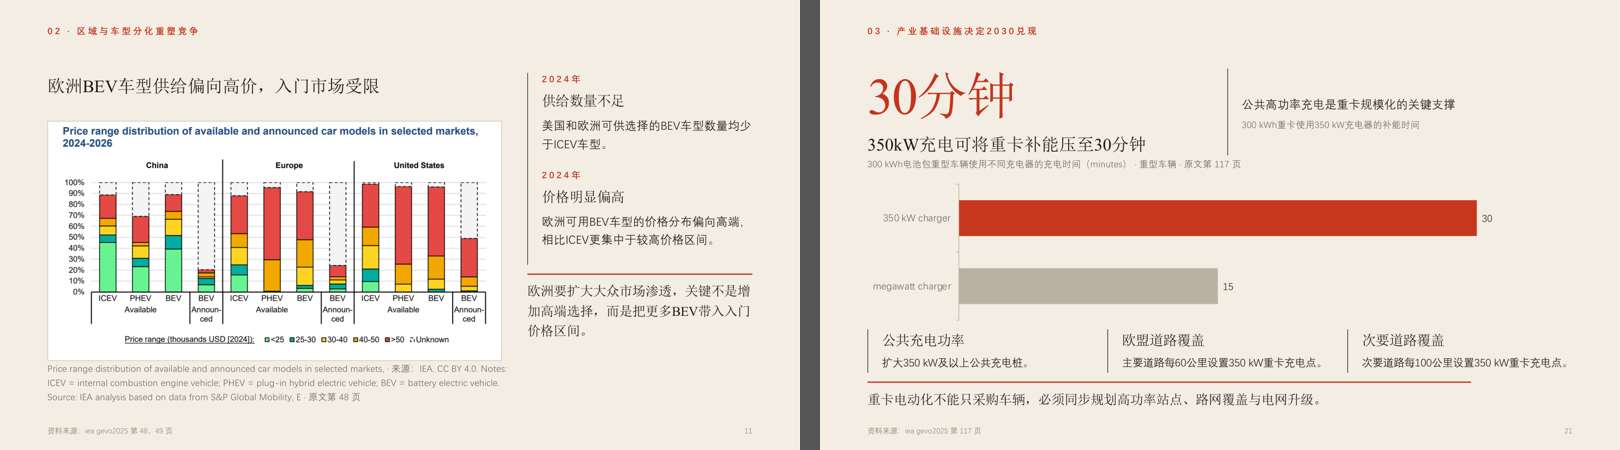 02 · 区域与车型分化重塑竞争
欧洲BEV车型供给偏向高价，入门市场受限
Price range distribution of available and announced car models in selected markets,
2024-2026
China
Europe
United States
100%
90%
80%
70%
60%
50%
40%
30%
20%
10%
0%
ICEV PHEV BEV BEV ICEV PHEV BEV BEV ICEV PHEV BEV BEV
Available Announ-ced Available Announ-ced Available Announ-ced
Price range (thousands USD [2024]): <25 25-30 30-40 40-50 >50 Unknown
Price range distribution of available and announced car models in selected markets, · 来源: IEA, CC BY 4.0. Notes:
ICEV = internal combustion engine vehicle; PHEV = plug-in hybrid electric vehicle; BEV = battery electric vehicle.
Source: IEA analysis based on data from S&P Global Mobility, E · 原文第 48 页
2024年
供给数量不足
美国和欧洲可供选择的BEV车型数量均少
于ICEV车型。
2024年
价格明显偏高
欧洲可用BEV车型的价格分布偏向高端，
相比ICEV更集中于较高价格区间。
欧洲要扩大大众市场渗透，关键不是增
加高端选择，而是把更多BEV带入入门
价格区间。
资料来源：iea gevo2025 第 48、49 页
11
03 · 产业基础设施决定2030兑现
30分钟
350kW充电可将重卡补能压至30分钟
300 kWh电池包重型车辆使用不同充电器的充电时间（minutes） · 重型车辆 · 原文第 117 页
公共高功率充电是重卡规模化的关键支撑
300 kWh重卡使用350 kW充电器的补能时间
350 kW charger
30
megawatt charger
15
公共充电功率
扩大350 kW及以上公共充电桩。
欧盟道路覆盖
主要道路每60公里设置350 kW重卡充电点。
次要道路覆盖
次要道路每100公里设置350 kW重卡充电点。
重卡电动化不能只采购车辆，必须同步规划高功率站点、路网覆盖与电网升级。
资料来源：iea gevo2025 第 117 页
21